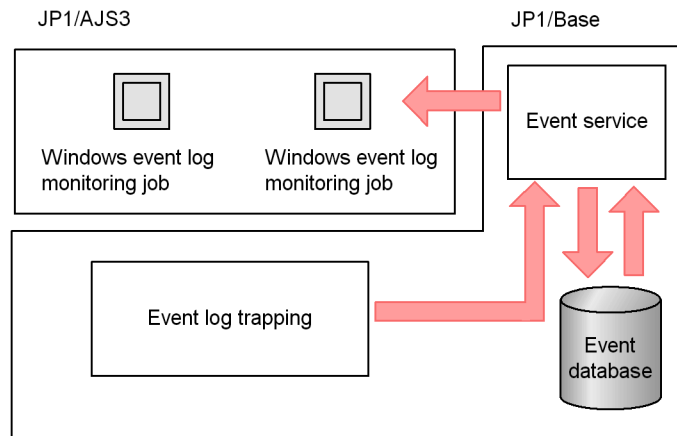 JP1/AJS3
JP1/Base
Windows event log
monitoring job
Windows event log
monitoring job
Event service
Event log trapping
Event
database